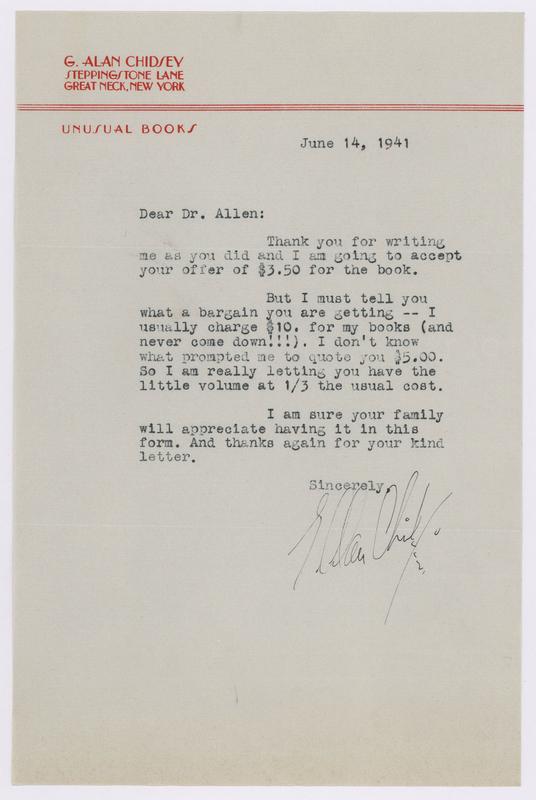 G. ALAN CHIDSEY
STEPPINGSTONE LANE
GREAT NECK, NEW YORK
UNUSUAL BOOKS
June 14, 1941
Dear Dr. Allen:
Thank you for writing
me as you did and I am going to accept
your offer of $3.50 for the book.
But I must tell you
what a bargain you are getting -- I
usually charge $10. for my books (and
never come down!!!). I don't know
what prompted me to quote you $5.00.
So I am really letting you have the
little volume at 1/3 the usual cost.
I am sure your family
will appreciate having it in this
form. And thanks again for your kind
letter.
Sincerely,
G. Alan Chidsey